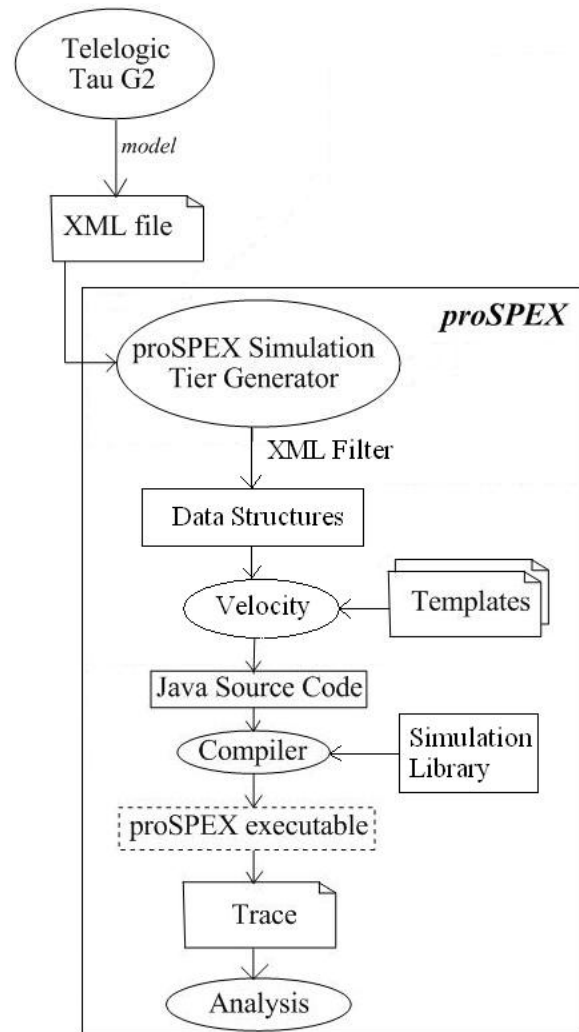 Telelogic
Tau G2
model
XML file
proSPEX
proSPEX Simulation
Tier Generator
XML Filter
Data Structures
Velocity
Templates
Java Source Code
Compiler
Simulation
Library
proSPEX executable
Trace
Analysis